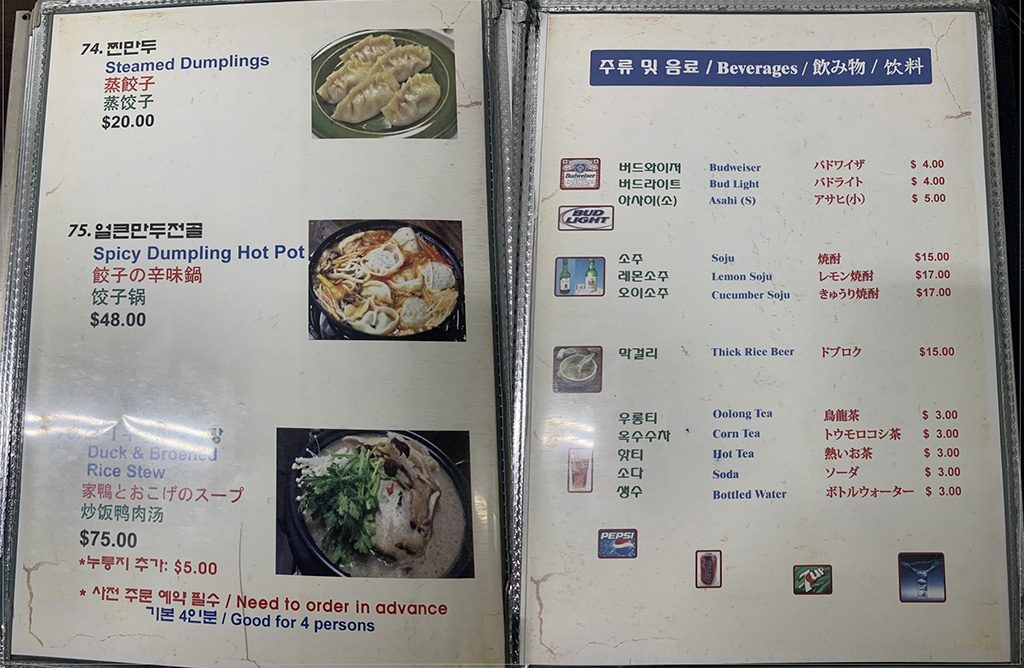 74. 찐만두
Steamed Dumplings
蒸餃子
蒸饺子
$20.00
75. 얼큰만두전골
Spicy Dumpling Hot Pot
餃子の辛味鍋
饺子锅
$48.00
Duck & Broened
Rice Stew
家鴨とおこげのスープ
炒饭鸭肉汤
$75.00
*누룽지 추가: $5.00
* 사전 주문 예약 필수 / Need to order in advance
기본 4인분 / Good for 4 persons
주류 및 음료 / Beverages / 飲み物 / 饮料
Budweiser
버드와이저 Budweiser バドワイザ $ 4.00
버드라이트 Bud Light バドライト $ 4.00
아사히(소) Asahi (S) アサヒ(小) $ 5.00
BUD LIGHT
소주 Soju 焼酎 $15.00
레몬소주 Lemon Soju レモン焼酎 $17.00
오이소주 Cucumber Soju きゅうり焼酎 $17.00
막걸리 Thick Rice Beer ドブロク $15.00
우롱티 Oolong Tea 烏龍茶 $ 3.00
옥수수차 Corn Tea トウモロコシ茶 $ 3.00
핫티 Hot Tea 熱いお茶 $ 3.00
소다 Soda ソーダ $ 3.00
생수 Bottled Water ボトルウォーター $ 3.00
PEPSI
7UP